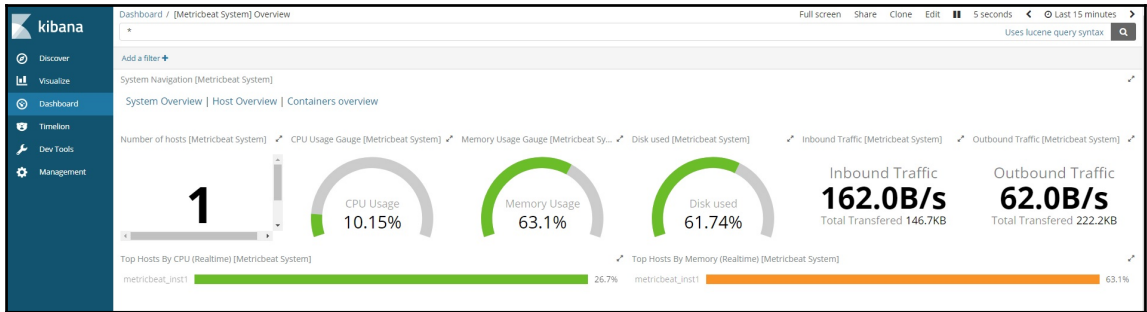 kibana
Discover
Visualize
Dashboard
Timelion
Dev Tools
Management
Dashboard / [Metricbeat System] Overview
Full screen Share Clone Edit 5 seconds Last 15 minutes
*
Uses lucene query syntax
Add a filter +
System Navigation [Metricbeat System]
System Overview | Host Overview | Containers overview
Number of hosts [Metricbeat System]
1
CPU Usage Gauge [Metricbeat System]
CPU Usage
10.15%
Memory Usage Gauge [Metricbeat Sy...
Memory Usage
63.1%
Disk used [Metricbeat System]
Disk used
61.74%
Inbound Traffic [Metricbeat System]
Inbound Traffic
162.0B/s
Total Transfered 146.7KB
Outbound Traffic [Metricbeat System]
Outbound Traffic
62.0B/s
Total Transfered 222.2KB
Top Hosts By CPU (Realtime) [Metricbeat System]
metricbeat_inst1 26.7%
Top Hosts By Memory (Realtime) [Metricbeat System]
metricbeat_inst1 63.1%